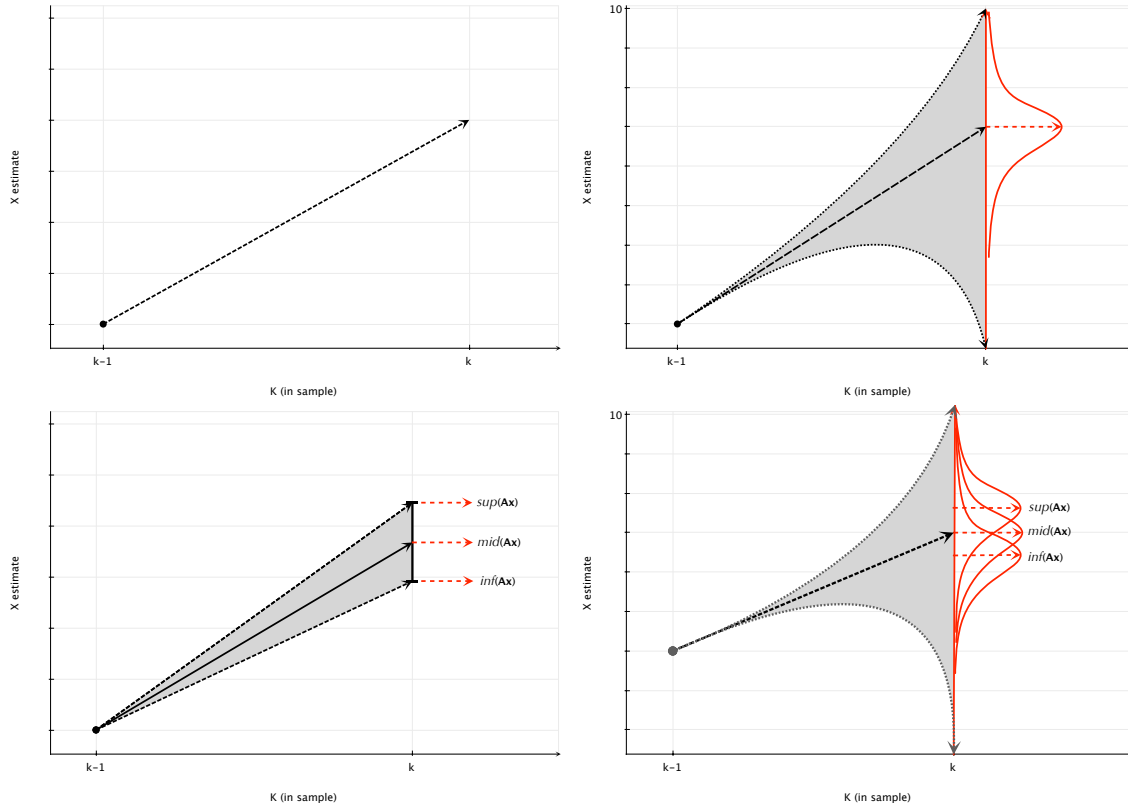 X estimate
k-1
k
K (in sample)
10
X estimate
k-1
k
K (in sample)
X estimate
sup(Ax)
mid(Ax)
inf(Ax)
k-1
k
K (in sample)
10
X estimate
sup(Ax)
mid(Ax)
inf(Ax)
k-1
k
K (in sample)